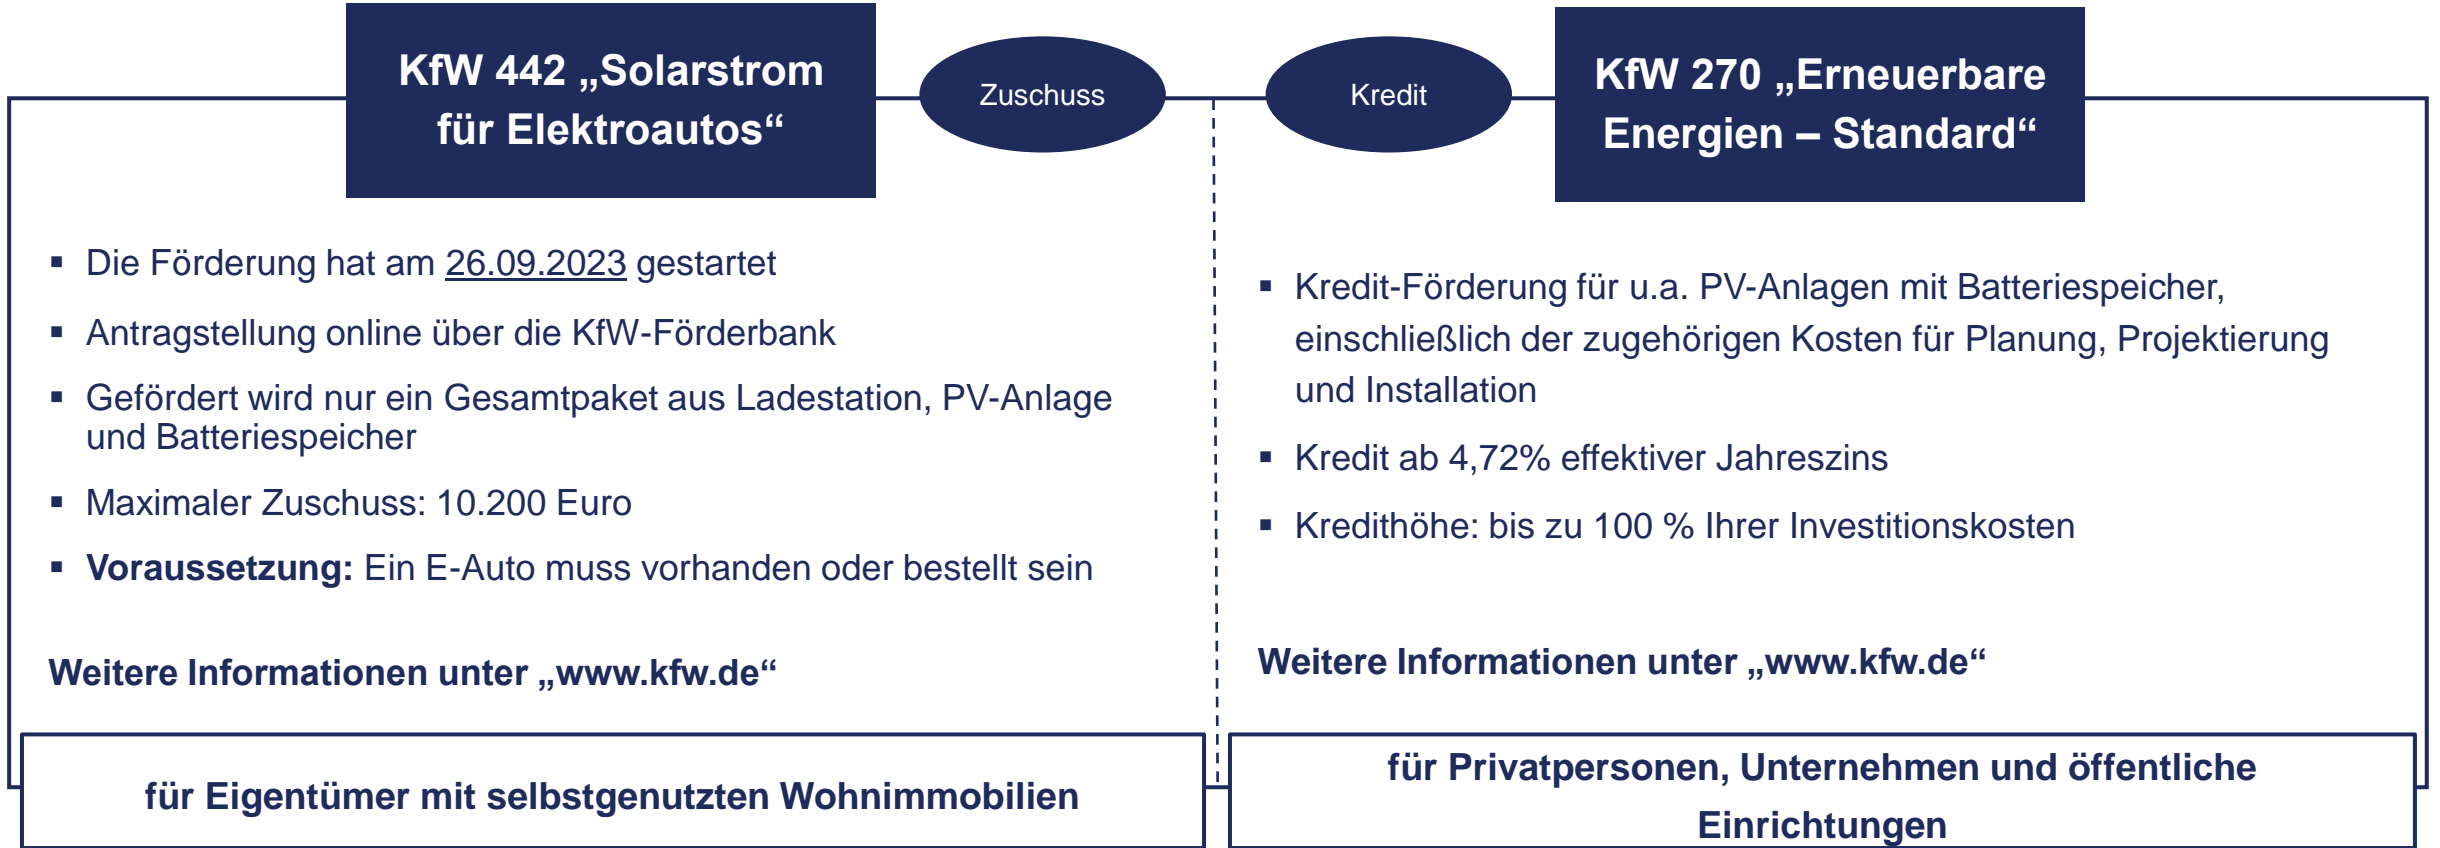 KfW 442 „Solarstrom
für Elektroautos“
Zuschuss
▪ Die Förderung hat am 26.09.2023 gestartet
▪ Antragstellung online über die KfW-Förderbank
▪ Gefördert wird nur ein Gesamtpaket aus Ladestation, PV-Anlage
und Batteriespeicher
▪ Maximaler Zuschuss: 10.200 Euro
▪ Voraussetzung: Ein E-Auto muss vorhanden oder bestellt sein
Weitere Informationen unter „www.kfw.de“
für Eigentümer mit selbstgenutzten Wohnimmobilien
Kredit
KfW 270 „Erneuerbare
Energien – Standard“
▪ Kredit-Förderung für u.a. PV-Anlagen mit Batteriespeicher,
einschließlich der zugehörigen Kosten für Planung, Projektierung
und Installation
▪ Kredit ab 4,72% effektiver Jahreszins
▪ Kredithöhe: bis zu 100 % Ihrer Investitionskosten
Weitere Informationen unter „www.kfw.de“
für Privatpersonen, Unternehmen und öffentliche
Einrichtungen